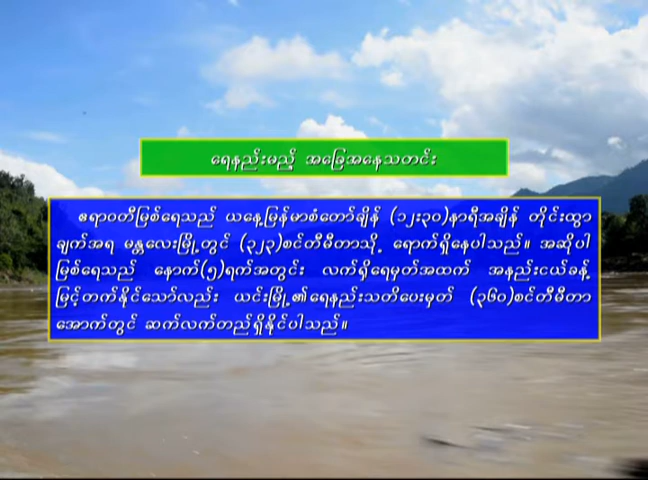 ရေနည်းမည့် အခြေအနေသတင်း
ဧရာဝတီမြစ်ရေသည် ယနေ့မြန်မာစံတော်ချိန် (၁၂း၃၀)နာရီအချိန် တိုင်းထွာ
ချက်အရ မန္တလေးမြို့တွင် (၃၂၃)စင်တီမီတာသို့ ရောက်ရှိနေပါသည်။ အဆိုပါ
မြစ်ရေသည် နောက်(၅)ရက်အတွင်း လက်ရှိရေမှတ်အထက် အနည်းငယ်ခန့်
မြင့်တက်နိုင်သော်လည်း ယင်းမြို့၏ရေနည်းသတိပေးမှတ် (၃၆၀)စင်တီမီတာ
အောက်တွင် ဆက်လက်တည်ရှိနိုင်ပါသည်။